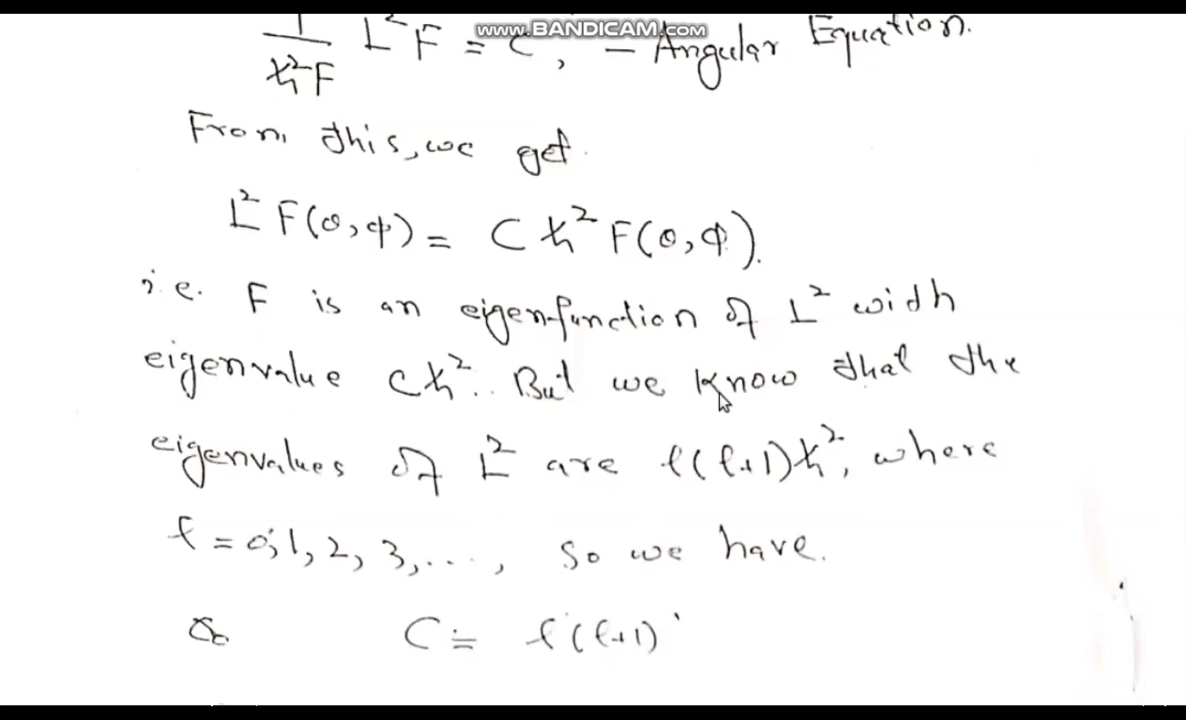 www.BANDICAM.com
1/ħ²F L²F = C, – Angular Equation.
From this, we get.
L² F(θ,φ) = C ħ² F(θ,φ).
i.e. F is an eigenfunction of L² with
eigenvalue Cħ². But we know that the
eigenvalues of L² are ℓ(ℓ+1)ħ², where
ℓ = 0, 1, 2, 3, ..., so we have.
C = ℓ(ℓ+1)